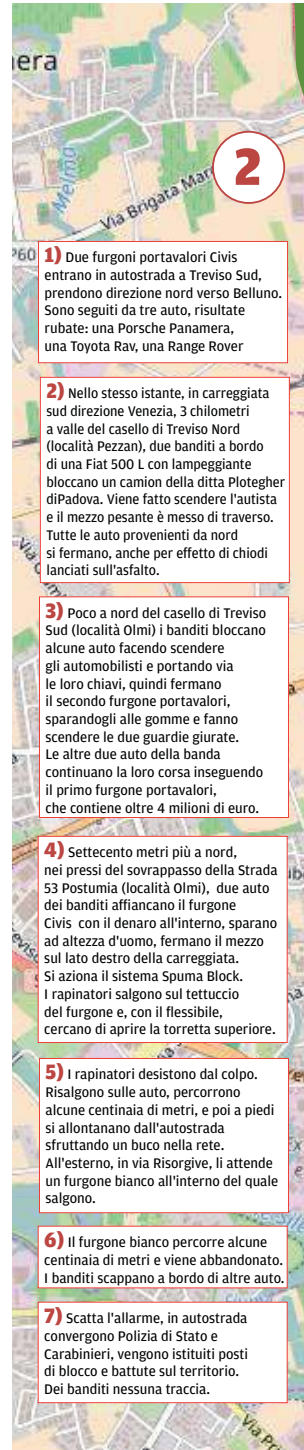 era
Melma
Via Brigata Mar
2
1) Due furgoni portavalori Civis
entrano in autostrada a Treviso Sud,
prendono direzione nord verso Belluno.
Sono seguiti da tre auto, risultate
rubate: una Porsche Panamera,
una Toyota Rav, una Range Rover
2) Nello stesso istante, in carreggiata
sud direzione Venezia, 3 chilometri
a valle del casello di Treviso Nord
(località Pezzan), due banditi a bordo
di una Fiat 500 L con lampeggiante
bloccano un camion della ditta Plotegher
diPadova. Viene fatto scendere l'autista
e il mezzo pesante è messo di traverso.
Tutte le auto provenienti da nord
si fermano, anche per effetto di chiodi
lanciati sull'asfalto.
3) Poco a nord del casello di Treviso
Sud (località Olmi) i banditi bloccano
alcune auto facendo scendere
gli automobilisti e portando via
le loro chiavi, quindi fermano
il secondo furgone portavalori,
sparandogli alle gomme e fanno
scendere le due guardie giurate.
Le altre due auto della banda
continuano la loro corsa inseguendo
il primo furgone portavalori,
che contiene oltre 4 milioni di euro.
4) Settecento metri più a nord,
nei pressi del sovrappasso della Strada
53 Postumia (località Olmi), due auto
dei banditi affiancano il furgone
Civis con il denaro all'interno, sparano
ad altezza d'uomo, fermano il mezzo
sul lato destro della carreggiata.
Si aziona il sistema Spuma Block.
I rapinatori salgono sul tettuccio
del furgone e, con il flessibile,
cercano di aprire la torretta superiore.
5) I rapinatori desistono dal colpo.
Risalgono sulle auto, percorrono
alcune centinaia di metri, e poi a piedi
si allontanano dall'autostrada
sfruttando un buco nella rete.
All'esterno, in via Risorgive, li attende
un furgone bianco all'interno del quale
salgono.
6) Il furgone bianco percorre alcune
centinaia di metri e viene abbandonato.
I banditi scappano a bordo di altre auto.
7) Scatta l'allarme, in autostrada
convergono Polizia di Stato e
Carabinieri, vengono istituiti posti
di blocco e battute sul territorio.
Dei banditi nessuna traccia.